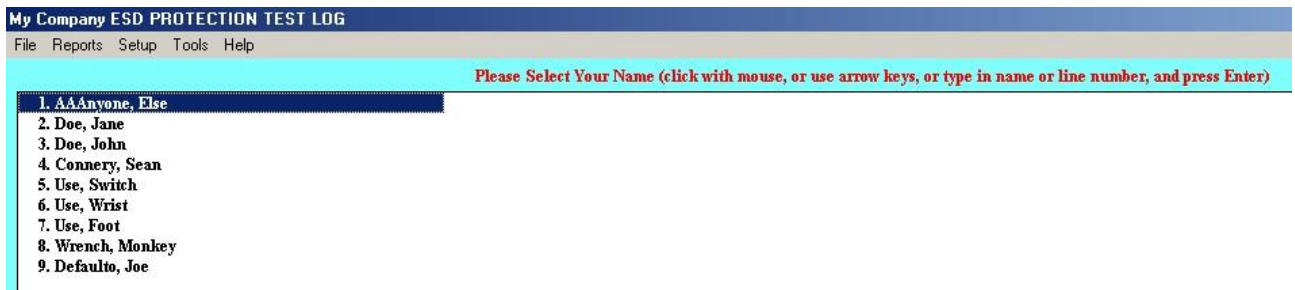 My Company ESD PROTECTION TEST LOG
File Reports Setup Tools Help
Please Select Your Name (click with mouse, or use arrow keys, or type in name or line number, and press Enter)
1. AAAnyone, Else
2. Doe, Jane
3. Doe, John
4. Connery, Sean
5. Use, Switch
6. Use, Wrist
7. Use, Foot
8. Wrench, Monkey
9. Defaulto, Joe